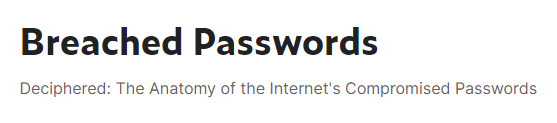 Breached Passwords
Deciphered: The Anatomy of the Internet's Compromised Passwords